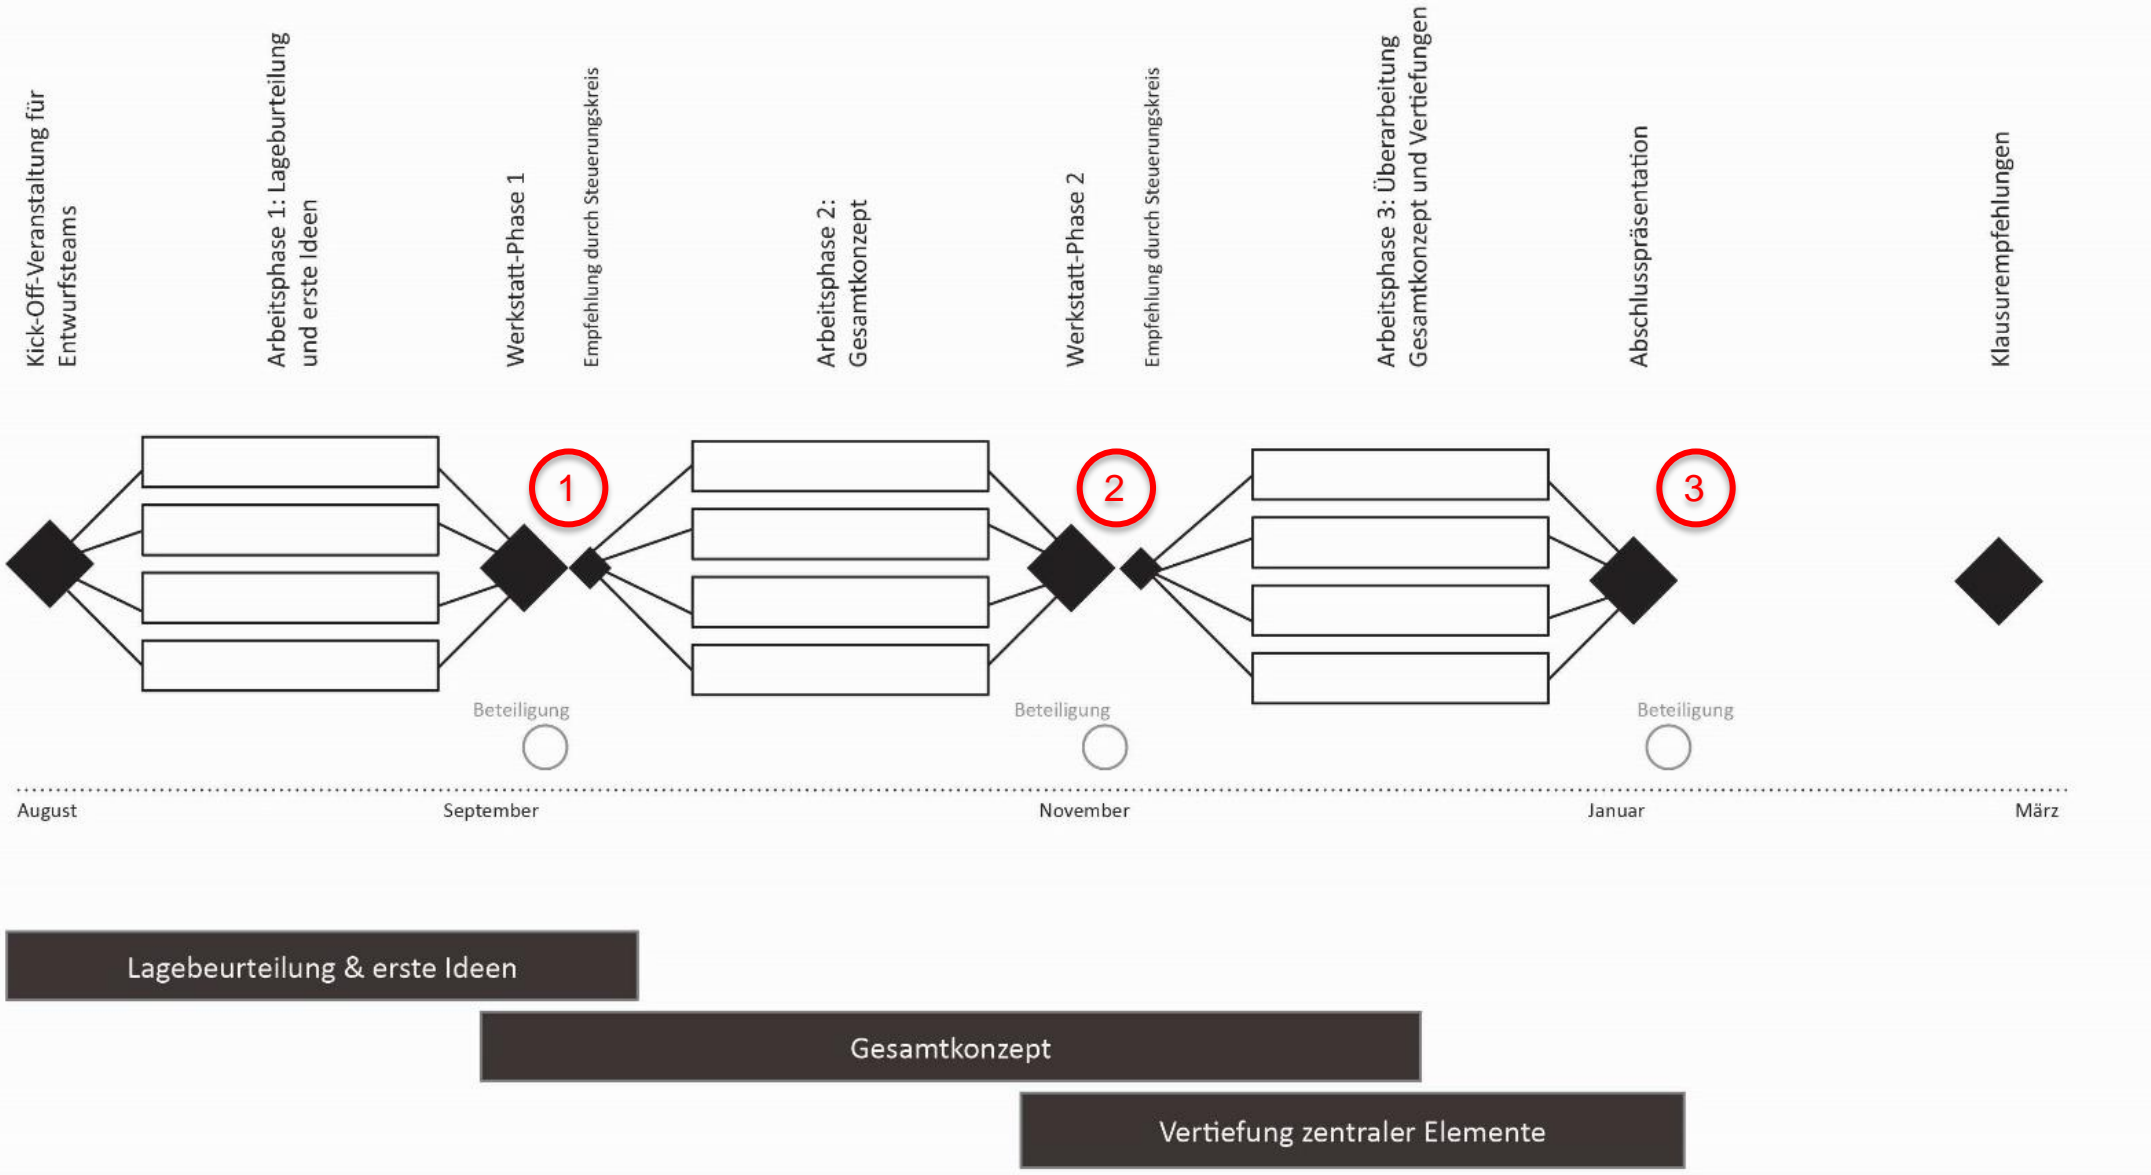 Kick-Off-Veranstaltung für
Entwurfsteams
Arbeitsphase 1: Lageburteilung
und erste Ideen
Werkstatt-Phase 1
Empfehlung durch Steuerungskreis
Arbeitsphase 2:
Gesamtkonzept
Werkstatt-Phase 2
Empfehlung durch Steuerungskreis
Arbeitsphase 3: Überarbeitung
Gesamtkonzept und Vertiefungen
Abschlusspräsentation
Klausurempfehlungen
1
2
3
Beteiligung
Beteiligung
Beteiligung
August
September
November
Januar
März
Lagebeurteilung & erste Ideen
Gesamtkonzept
Vertiefung zentraler Elemente